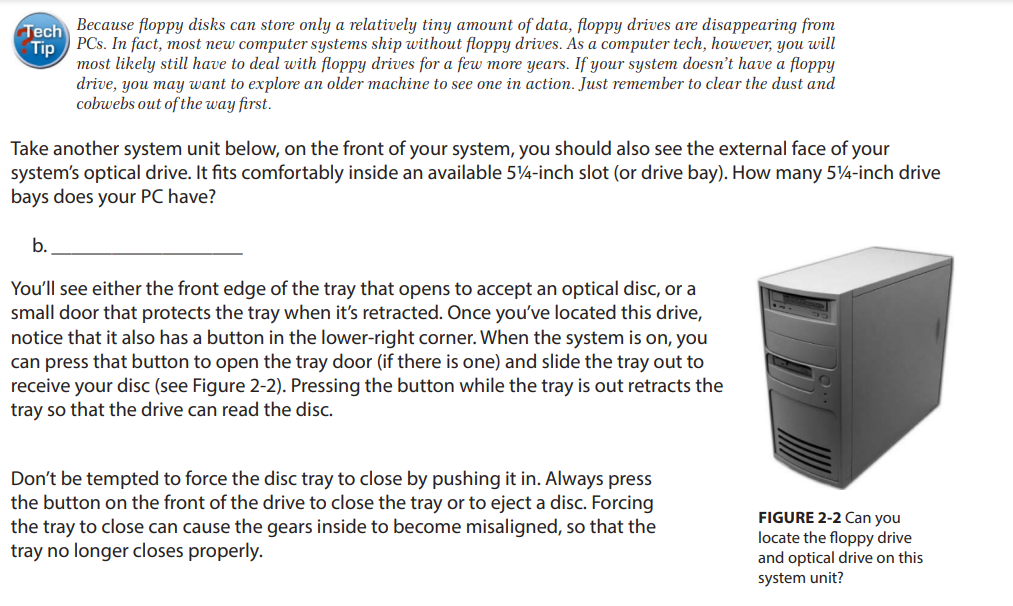 Tech
Tip
Because floppy disks can store only a relatively tiny amount of data, floppy drives are disappearing from
PCs. In fact, most new computer systems ship without floppy drives. As a computer tech, however, you will
most likely still have to deal with floppy drives for a few more years. If your system doesn't have a floppy
drive, you may want to explore an older machine to see one in action. Just remember to clear the dust and
cobwebs out of the way first.
Take another system unit below, on the front of your system, you should also see the external face of your
system's optical drive. It fits comfortably inside an available 5¼-inch slot (or drive bay). How many 5¼-inch drive
bays does your PC have?
b. ____________________
You'll see either the front edge of the tray that opens to accept an optical disc, or a
small door that protects the tray when it's retracted. Once you've located this drive,
notice that it also has a button in the lower-right corner. When the system is on, you
can press that button to open the tray door (if there is one) and slide the tray out to
receive your disc (see Figure 2-2). Pressing the button while the tray is out retracts the
tray so that the drive can read the disc.
Don't be tempted to force the disc tray to close by pushing it in. Always press
the button on the front of the drive to close the tray or to eject a disc. Forcing
the tray to close can cause the gears inside to become misaligned, so that the
tray no longer closes properly.
FIGURE 2-2 Can you
locate the floppy drive
and optical drive on this
system unit?